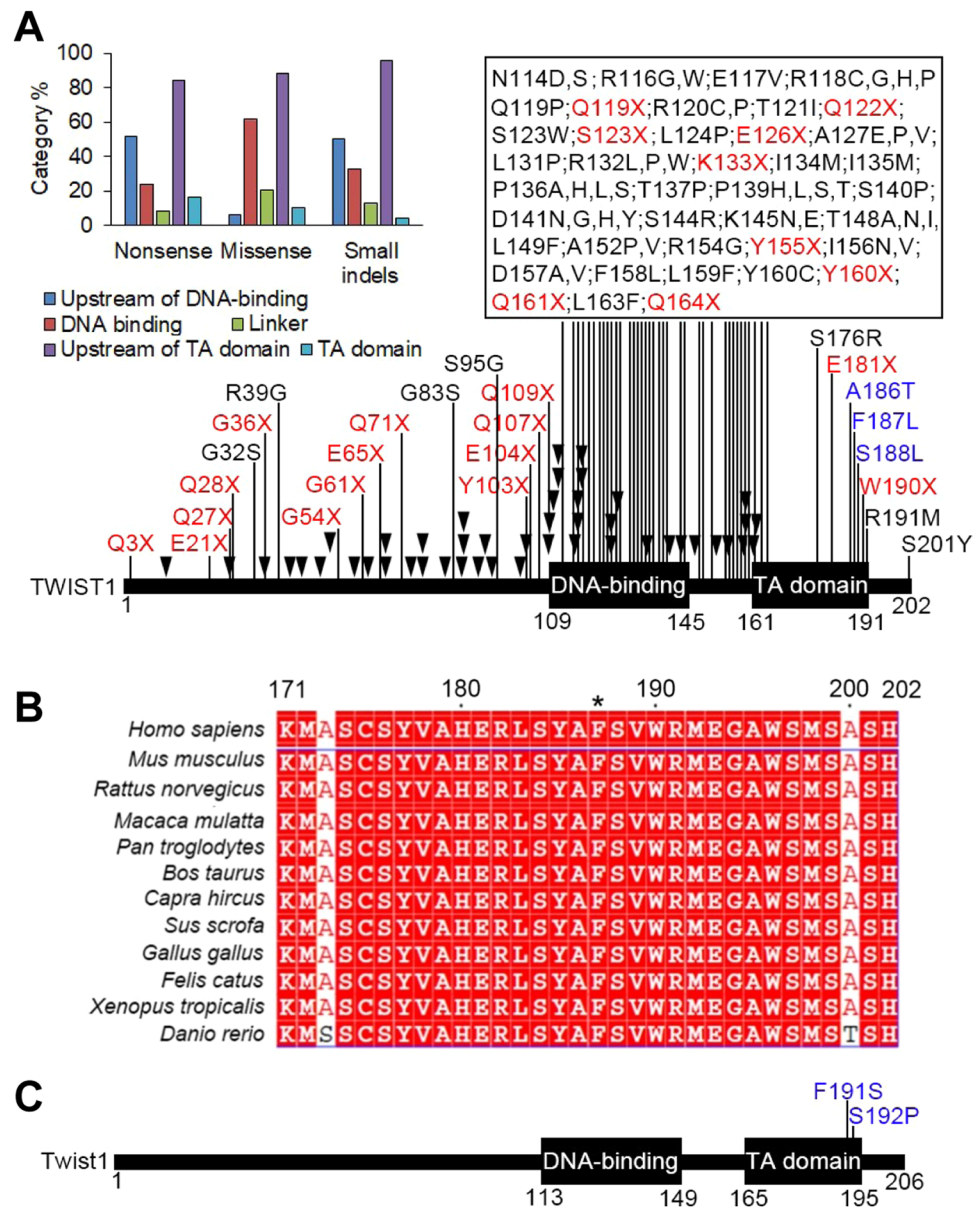 A
100
80
60
40
20
0
Category %
Nonsense Missense Small indels
Upstream of DNA-binding
DNA binding Linker
Upstream of TA domain TA domain
N114D,S;R116G,W;E117V;R118C,G,H,P
Q119P;Q119X;R120C,P;T121I;Q122X;
S123W;S123X;L124P;E126X;A127E,P,V;
L131P;R132L,P,W;K133X;I134M;I135M;
P136A,H,L,S;T137P;P139H,L,S,T;S140P;
D141N,G,H,Y;S144R;K145N,E;T148A,N,I,
L149F;A152P,V;R154G;Y155X;I156N,V;
D157A,V;F158L;L159F;Y160C;Y160X;
Q161X;L163F;Q164X
S95G S176R
E181X
R39G G83S Q109X A186T
G36X Q71X Q107X F187L
G32S E65X E104X S188L
Q28X G61X Y103X W190X
Q27X G54X R191M
Q3X E21X S201Y
TWIST1 DNA-binding TA domain
1 109 145 161 191 202
B
171 180 * 190 200 202
Homo sapiens KMASCSYVAHERLSYAFSVWRMEGAWSMSASH
Mus musculus KMASCSYVAHERLSYAFSVWRMEGAWSMSASH
Rattus norvegicus KMASCSYVAHERLSYAFSVWRMEGAWSMSASH
Macaca mulatta KMASCSYVAHERLSYAFSVWRMEGAWSMSASH
Pan troglodytes KMASCSYVAHERLSYAFSVWRMEGAWSMSASH
Bos taurus KMASCSYVAHERLSYAFSVWRMEGAWSMSASH
Capra hircus KMASCSYVAHERLSYAFSVWRMEGAWSMSASH
Sus scrofa KMASCSYVAHERLSYAFSVWRMEGAWSMSASH
Gallus gallus KMASCSYVAHERLSYAFSVWRMEGAWSMSASH
Felis catus KMASCSYVAHERLSYAFSVWRMEGAWSMSASH
Xenopus tropicalis KMASCSYVAHERLSYAFSVWRMEGAWSMSASH
Danio rerio KMSSCSYVAHERLSYAFSVWRMEGAWSMSTSH
C
F191S
S192P
Twist1 DNA-binding TA domain
1 113 149 165 195 206